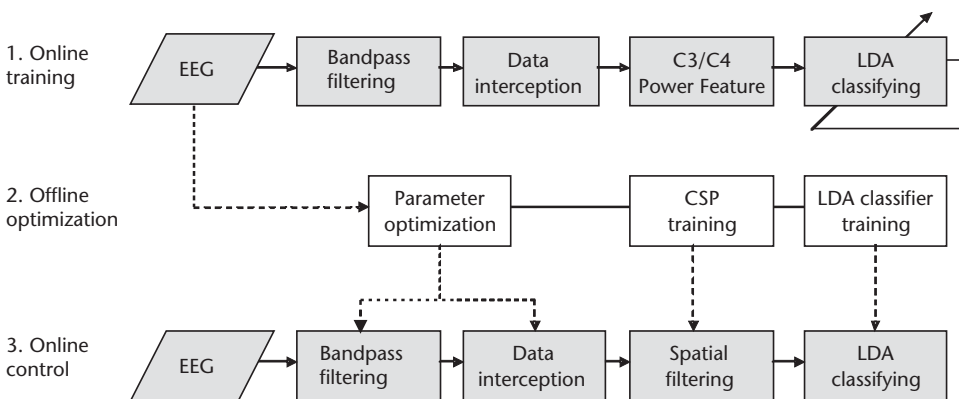 1. Online
training
EEG
Bandpass
filtering
Data
interception
C3/C4
Power Feature
LDA
classifying
2. Offline
optimization
Parameter
optimization
CSP
training
LDA classifier
training
3. Online
control
EEG
Bandpass
filtering
Data
interception
Spatial
filtering
LDA
classifying